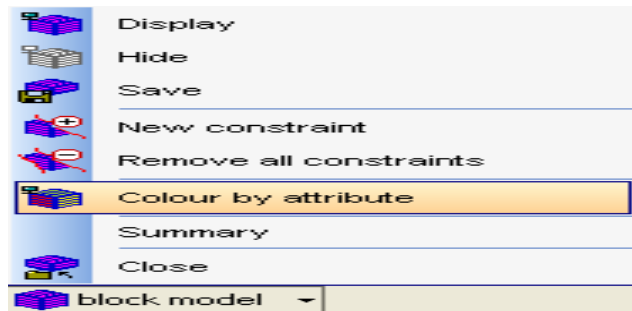 Display
Hide
Save
New constraint
Remove all constraints
Colour by attribute
Summary
Close
block model